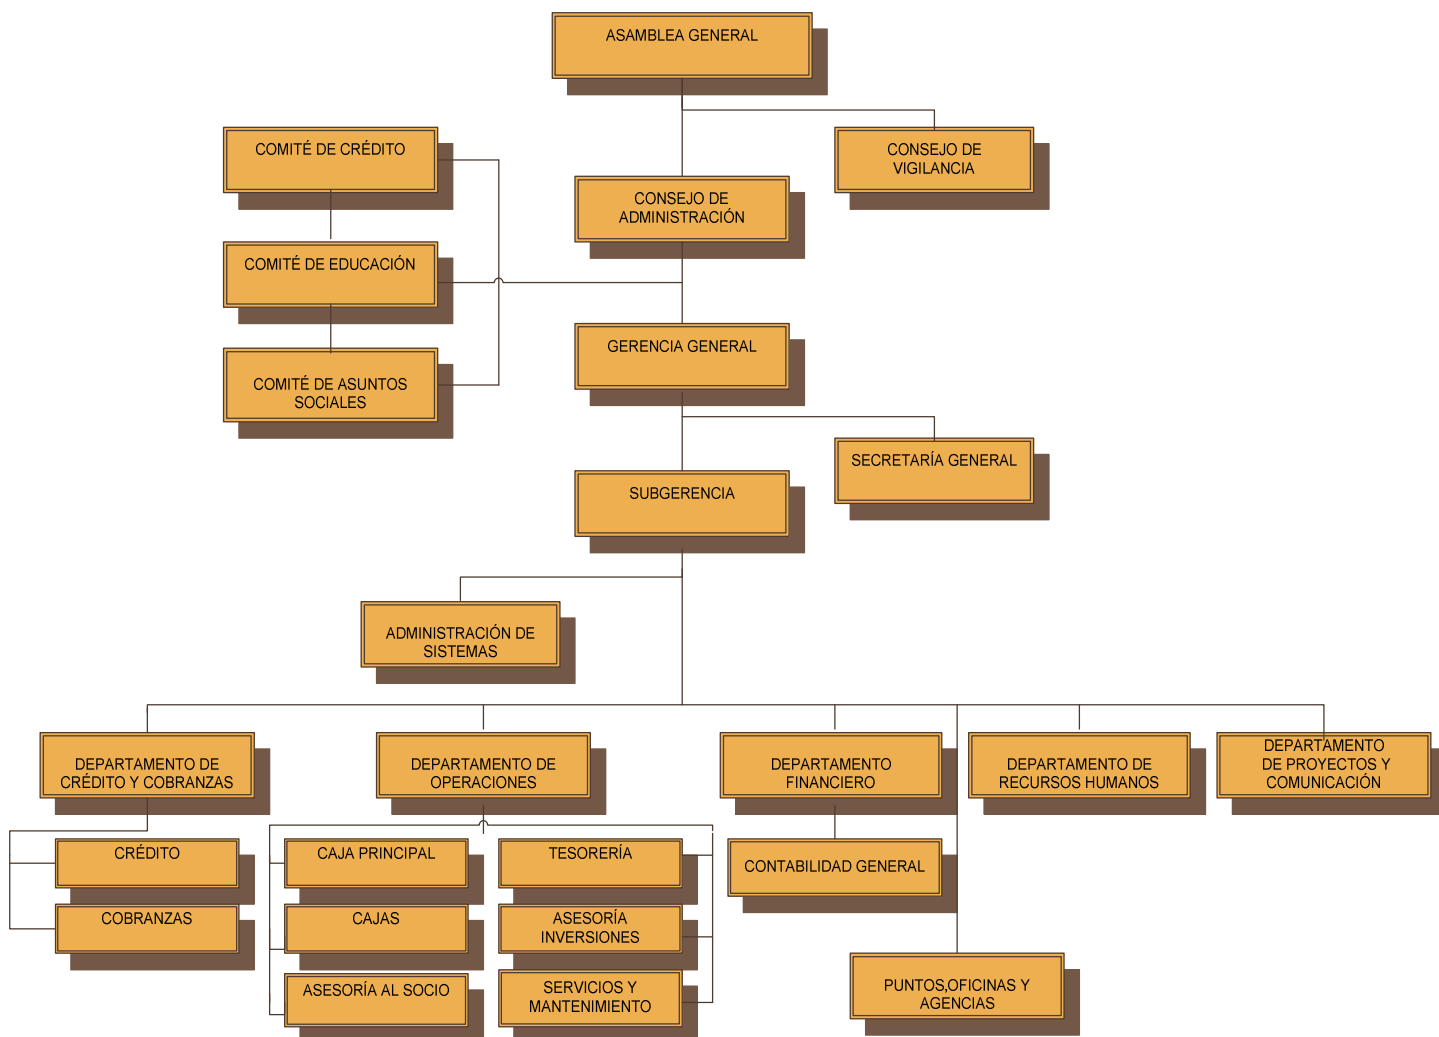 ASAMBLEA GENERAL
COMITÉ DE CRÉDITO
CONSEJO DE
VIGILANCIA
CONSEJO DE
ADMINISTRACIÓN
COMITÉ DE EDUCACIÓN
GERENCIA GENERAL
COMITÉ DE ASUNTOS
SOCIALES
SECRETARÍA GENERAL
SUBGERENCIA
ADMINISTRACIÓN DE
SISTEMAS
DEPARTAMENTO DE
CRÉDITO Y COBRANZAS
DEPARTAMENTO DE
OPERACIONES
DEPARTAMENTO
FINANCIERO
DEPARTAMENTO DE
RECURSOS HUMANOS
DEPARTAMENTO
DE PROYECTOS Y
COMUNICACIÓN
CRÉDITO
CAJA PRINCIPAL
TESORERÍA
CONTABILIDAD GENERAL
COBRANZAS
CAJAS
ASESORÍA
INVERSIONES
ASESORÍA AL SOCIO
SERVICIOS Y
MANTENIMIENTO
PUNTOS,OFICINAS Y
AGENCIAS